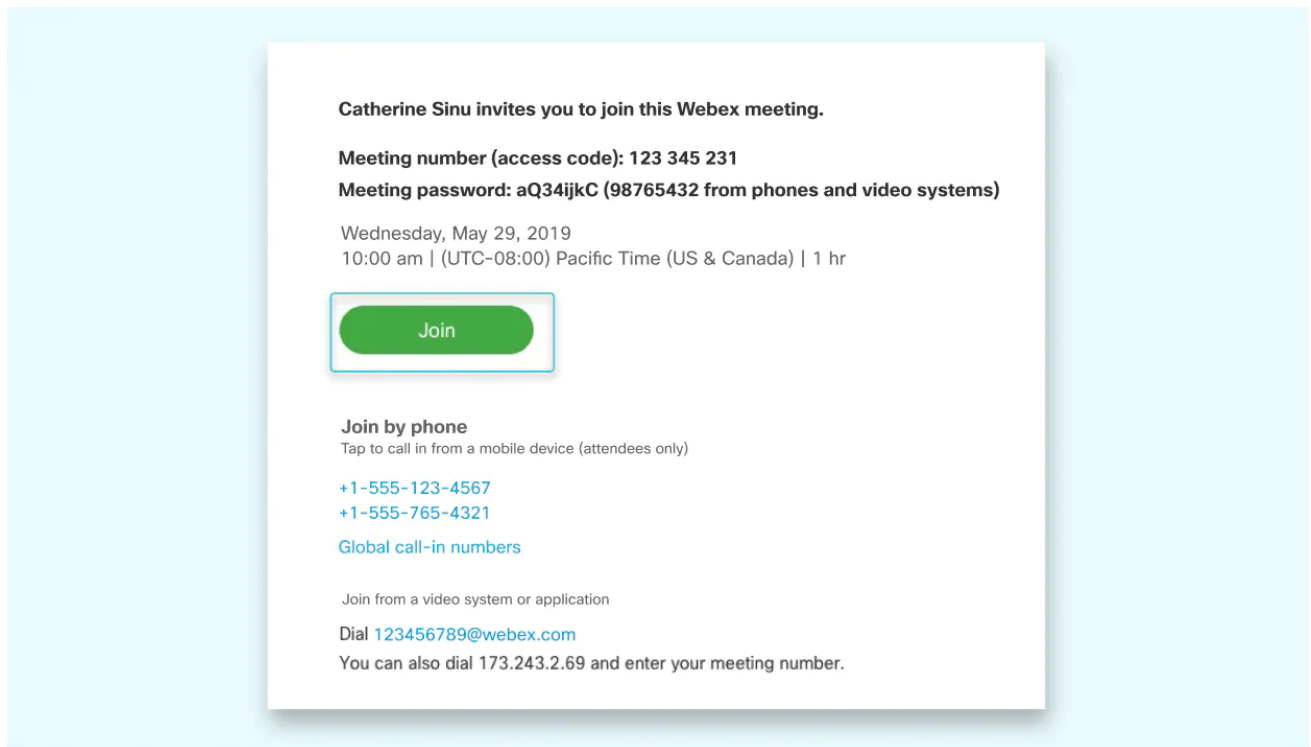 Catherine Sinu invites you to join this Webex meeting.
Meeting number (access code): 123 345 231
Meeting password: aQ34ijkC (98765432 from phones and video systems)
Wednesday, May 29, 2019
10:00 am | (UTC-08:00) Pacific Time (US & Canada) | 1 hr
Join
Join by phone
Tap to call in from a mobile device (attendees only)
+1-555-123-4567
+1-555-765-4321
Global call-in numbers
Join from a video system or application
Dial 123456789@webex.com
You can also dial 173.243.2.69 and enter your meeting number.